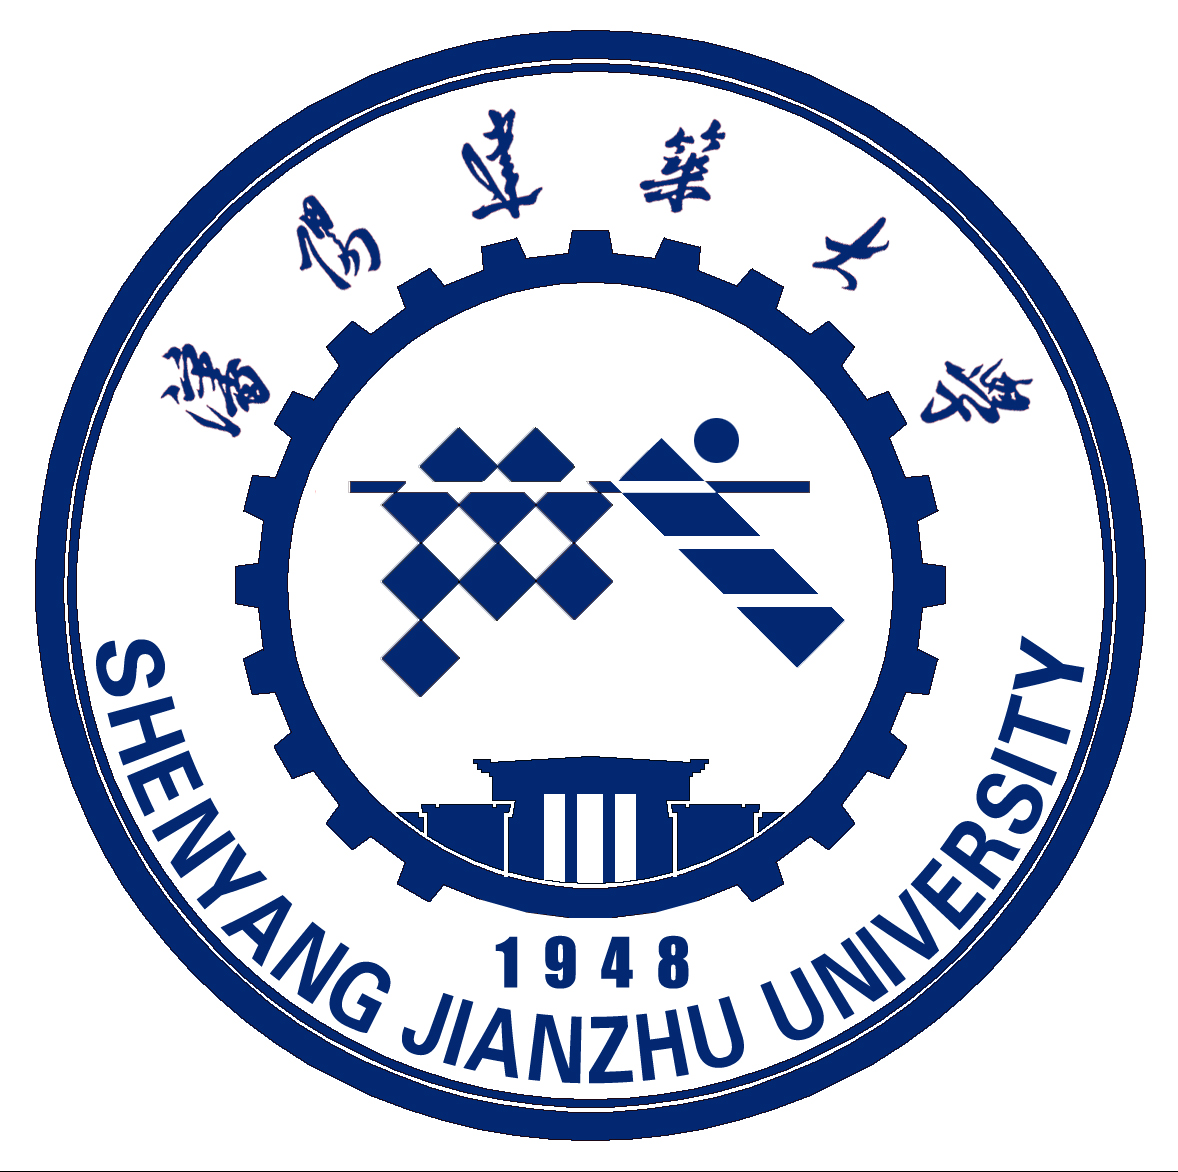 瀋陽建築大學
1948
SHENYANG JIANZHU UNIVERSITY